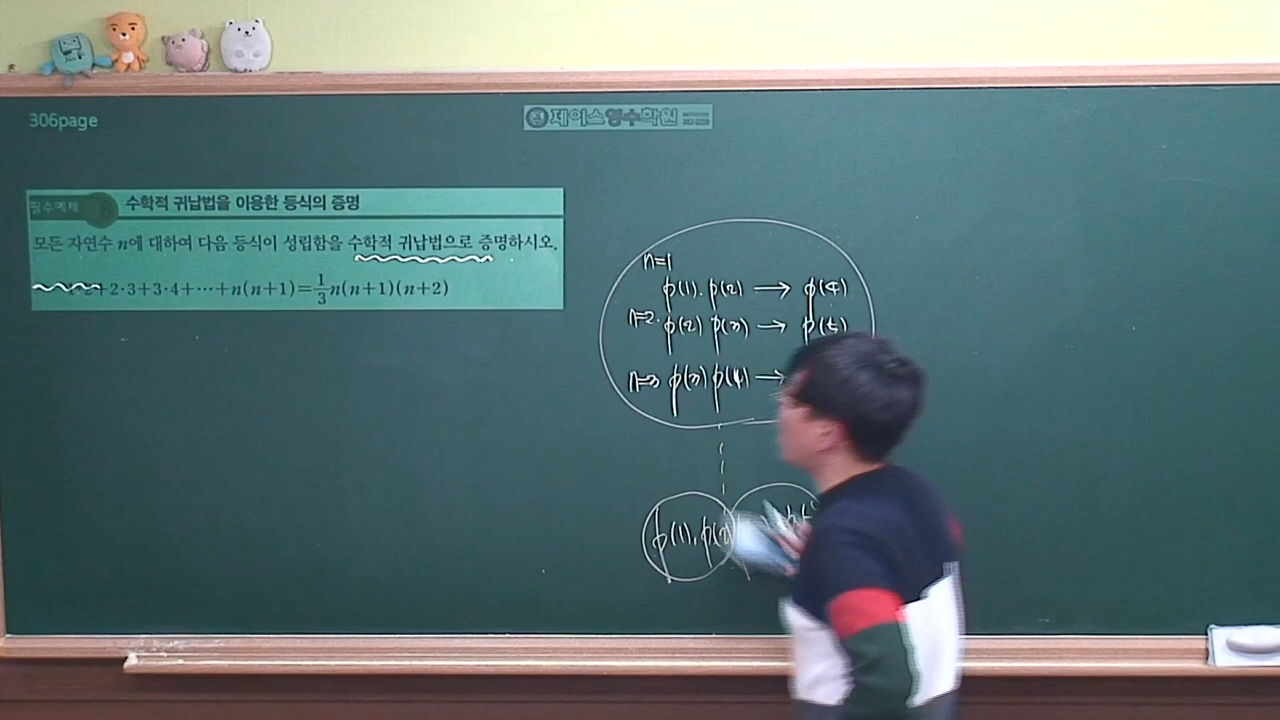 306page
제이스영수학원
필수예제
수학적 귀납법을 이용한 등식의 증명
모든 자연수 n에 대하여 다음 등식이 성립함을 수학적 귀납법으로 증명하시오.
+2·3+3·4+⋯+n(n+1)=\frac{1}{3}n(n+1)(n+2)
n=1
p(1). p(2) → p(4)
n=2. p(2) p(3) → p(5)
n=3 p(3) p(4) →
p(1), p(2)